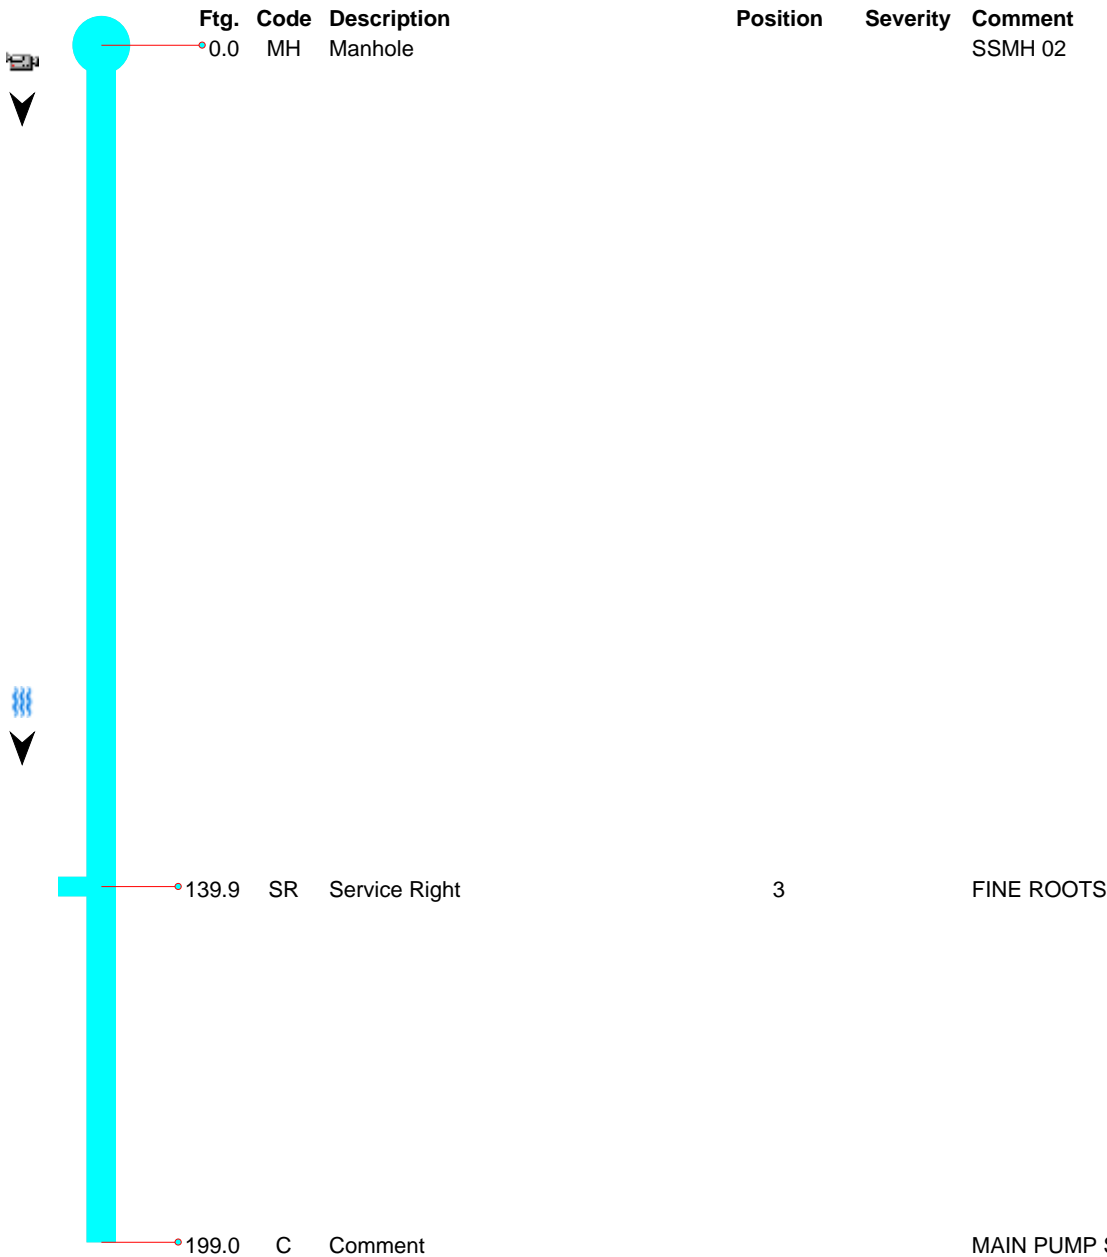 Ftg. Code Description Position Severity Comment
0.0 MH Manhole SSMH 02
139.9 SR Service Right 3 FINE ROOTS
199.0 C Comment MAIN PUMP